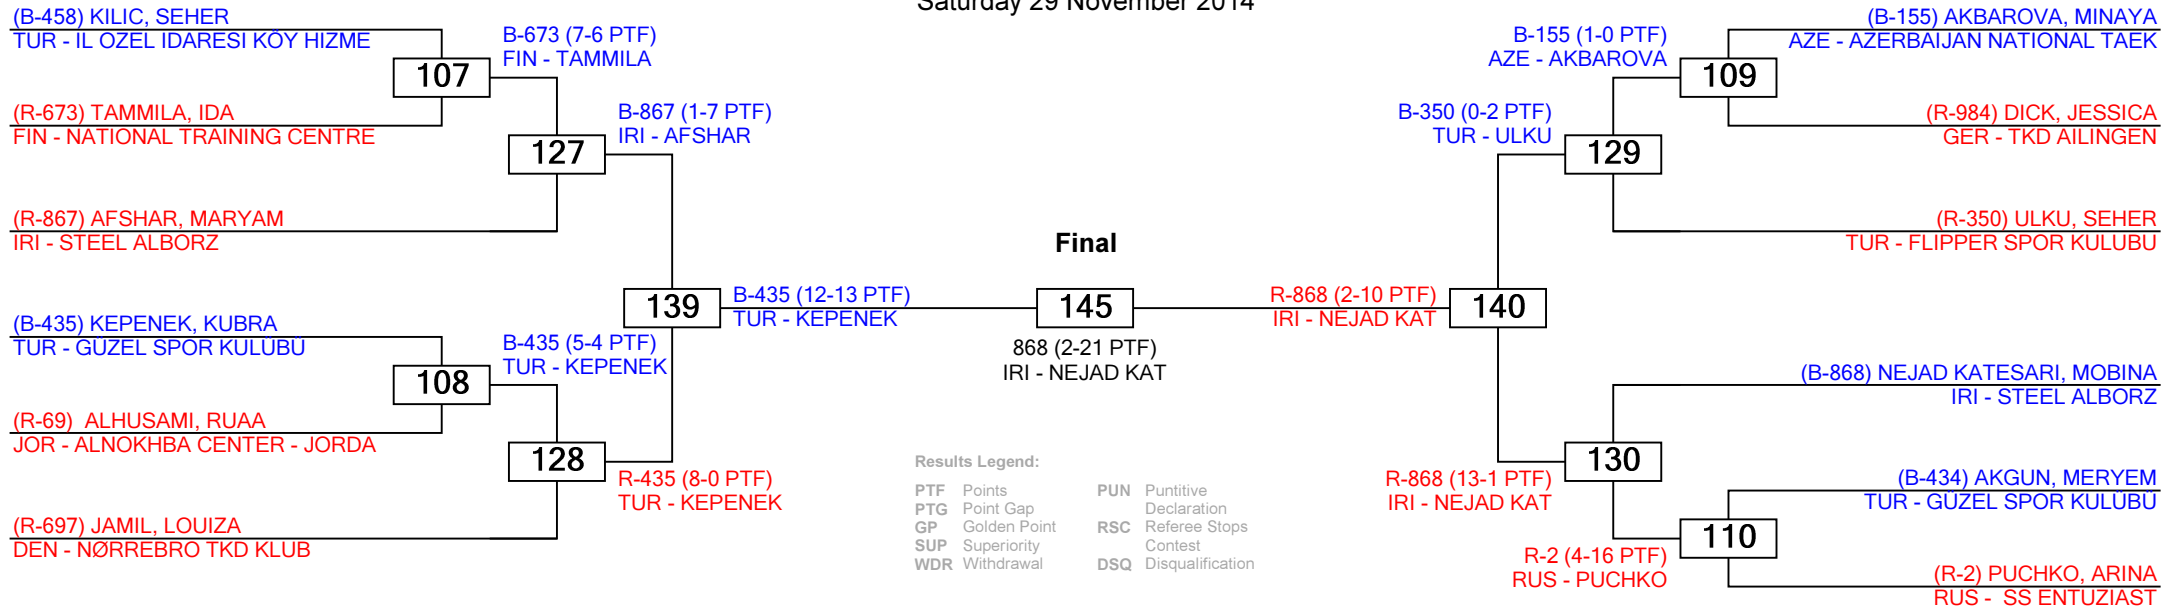 Saturday 29 November 2014
(B-458) KILIC, SEHER
TUR - IL OZEL IDARESI KÖY HIZME
B-673 (7-6 PTF)
FIN - TAMMILA
107
(R-673) TAMMILA, IDA
FIN - NATIONAL TRAINING CENTRE
B-867 (1-7 PTF)
IRI - AFSHAR
127
(R-867) AFSHAR, MARYAM
IRI - STEEL ALBORZ
139
B-435 (12-13 PTF)
TUR - KEPENEK
(B-435) KEPENEK, KUBRA
TUR - GÜZEL SPOR KULÜBÜ
B-435 (5-4 PTF)
TUR - KEPENEK
108
(R-69) ALHUSAMI, RUAA
JOR - ALNOKHBA CENTER - JORDA
128
R-435 (8-0 PTF)
TUR - KEPENEK
(R-697) JAMIL, LOUIZA
DEN - NØRREBRO TKD KLUB
Final
145
868 (2-21 PTF)
IRI - NEJAD KAT
Results Legend:
PTF Points
PTG Point Gap
GP Golden Point
SUP Superiority
WDR Withdrawal
PUN Puntitive
Declaration
RSC Referee Stops
Contest
DSQ Disqualification
(B-155) AKBAROVA, MINAYA
AZE - AZERBAIJAN NATIONAL TAEK
B-155 (1-0 PTF)
AZE - AKBAROVA
109
(R-984) DICK, JESSICA
GER - TKD AILINGEN
B-350 (0-2 PTF)
TUR - ULKU
129
(R-350) ULKU, SEHER
TUR - FLIPPER SPOR KULUBU
R-868 (2-10 PTF)
IRI - NEJAD KAT
140
(B-868) NEJAD KATESARI, MOBINA
IRI - STEEL ALBORZ
130
R-868 (13-1 PTF)
IRI - NEJAD KAT
(B-434) AKGUN, MERYEM
TUR - GÜZEL SPOR KULÜBÜ
110
R-2 (4-16 PTF)
RUS - PUCHKO
(R-2) PUCHKO, ARINA
RUS - SS ENTUZIAST